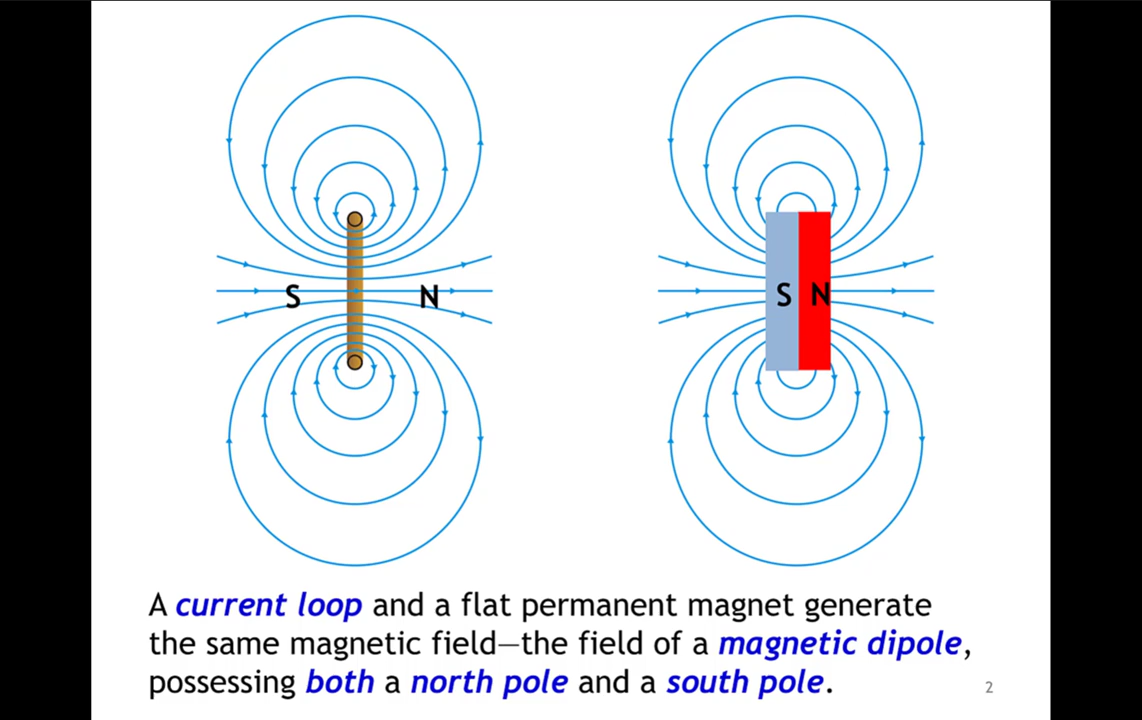 S N
S N
A current loop and a flat permanent magnet generate
the same magnetic field—the field of a magnetic dipole,
possessing both a north pole and a south pole.
2